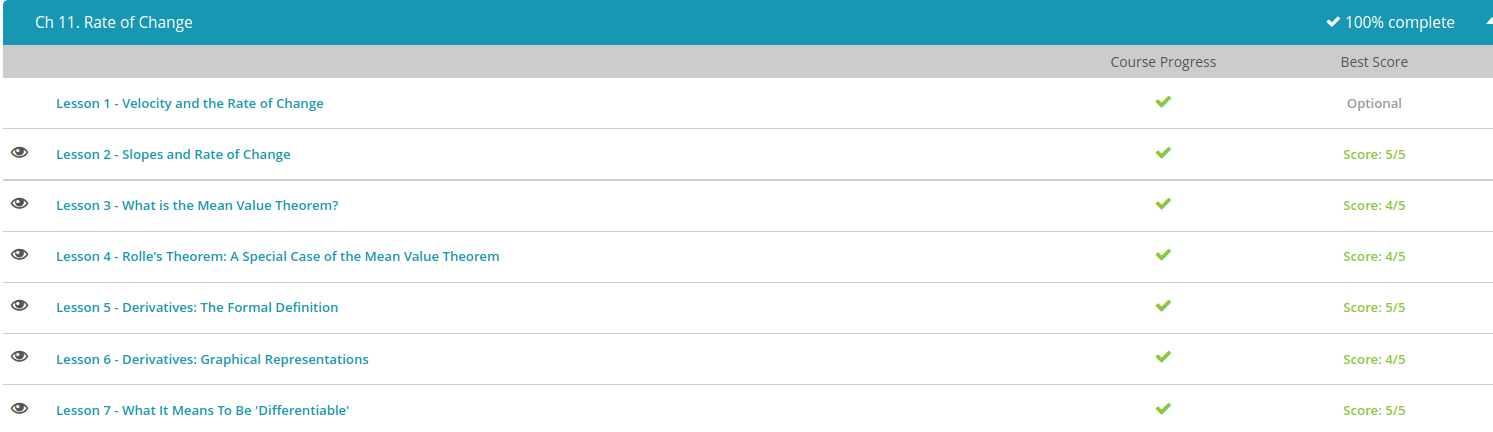 Ch 11. Rate of Change 100% complete
Course Progress Best Score
Lesson 1 - Velocity and the Rate of Change Optional
Lesson 2 - Slopes and Rate of Change Score: 5/5
Lesson 3 - What is the Mean Value Theorem? Score: 4/5
Lesson 4 - Rolle's Theorem: A Special Case of the Mean Value Theorem Score: 4/5
Lesson 5 - Derivatives: The Formal Definition Score: 5/5
Lesson 6 - Derivatives: Graphical Representations Score: 4/5
Lesson 7 - What It Means To Be 'Differentiable' Score: 5/5